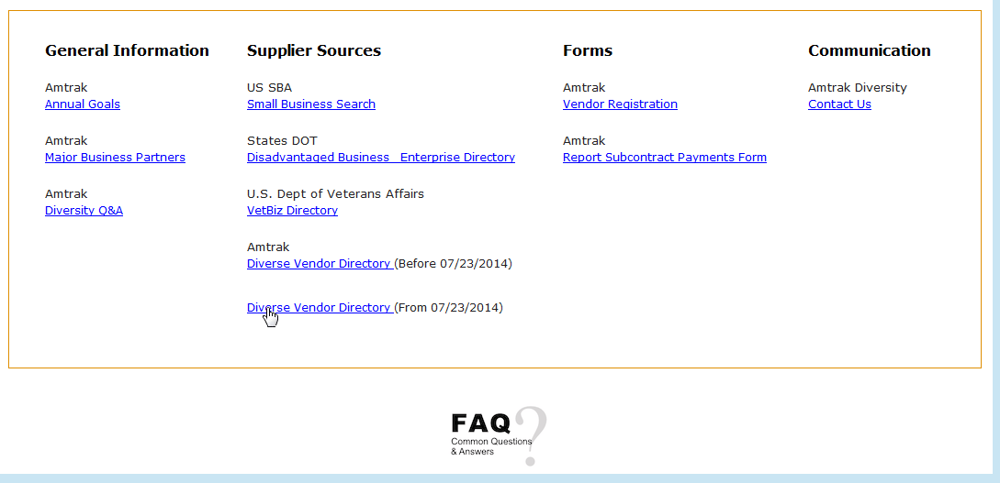 General Information
Amtrak
Annual Goals
Amtrak
Major Business Partners
Amtrak
Diversity Q&A
Supplier Sources
US SBA
Small Business Search
States DOT
Disadvantaged Business  Enterprise Directory
U.S. Dept of Veterans Affairs
VetBiz Directory
Amtrak
Diverse Vendor Directory (Before 07/23/2014)
Diverse Vendor Directory (From 07/23/2014)
Forms
Amtrak
Vendor Registration
Amtrak
Report Subcontract Payments Form
Communication
Amtrak Diversity
Contact Us
FAQ?
Common Questions
& Answers